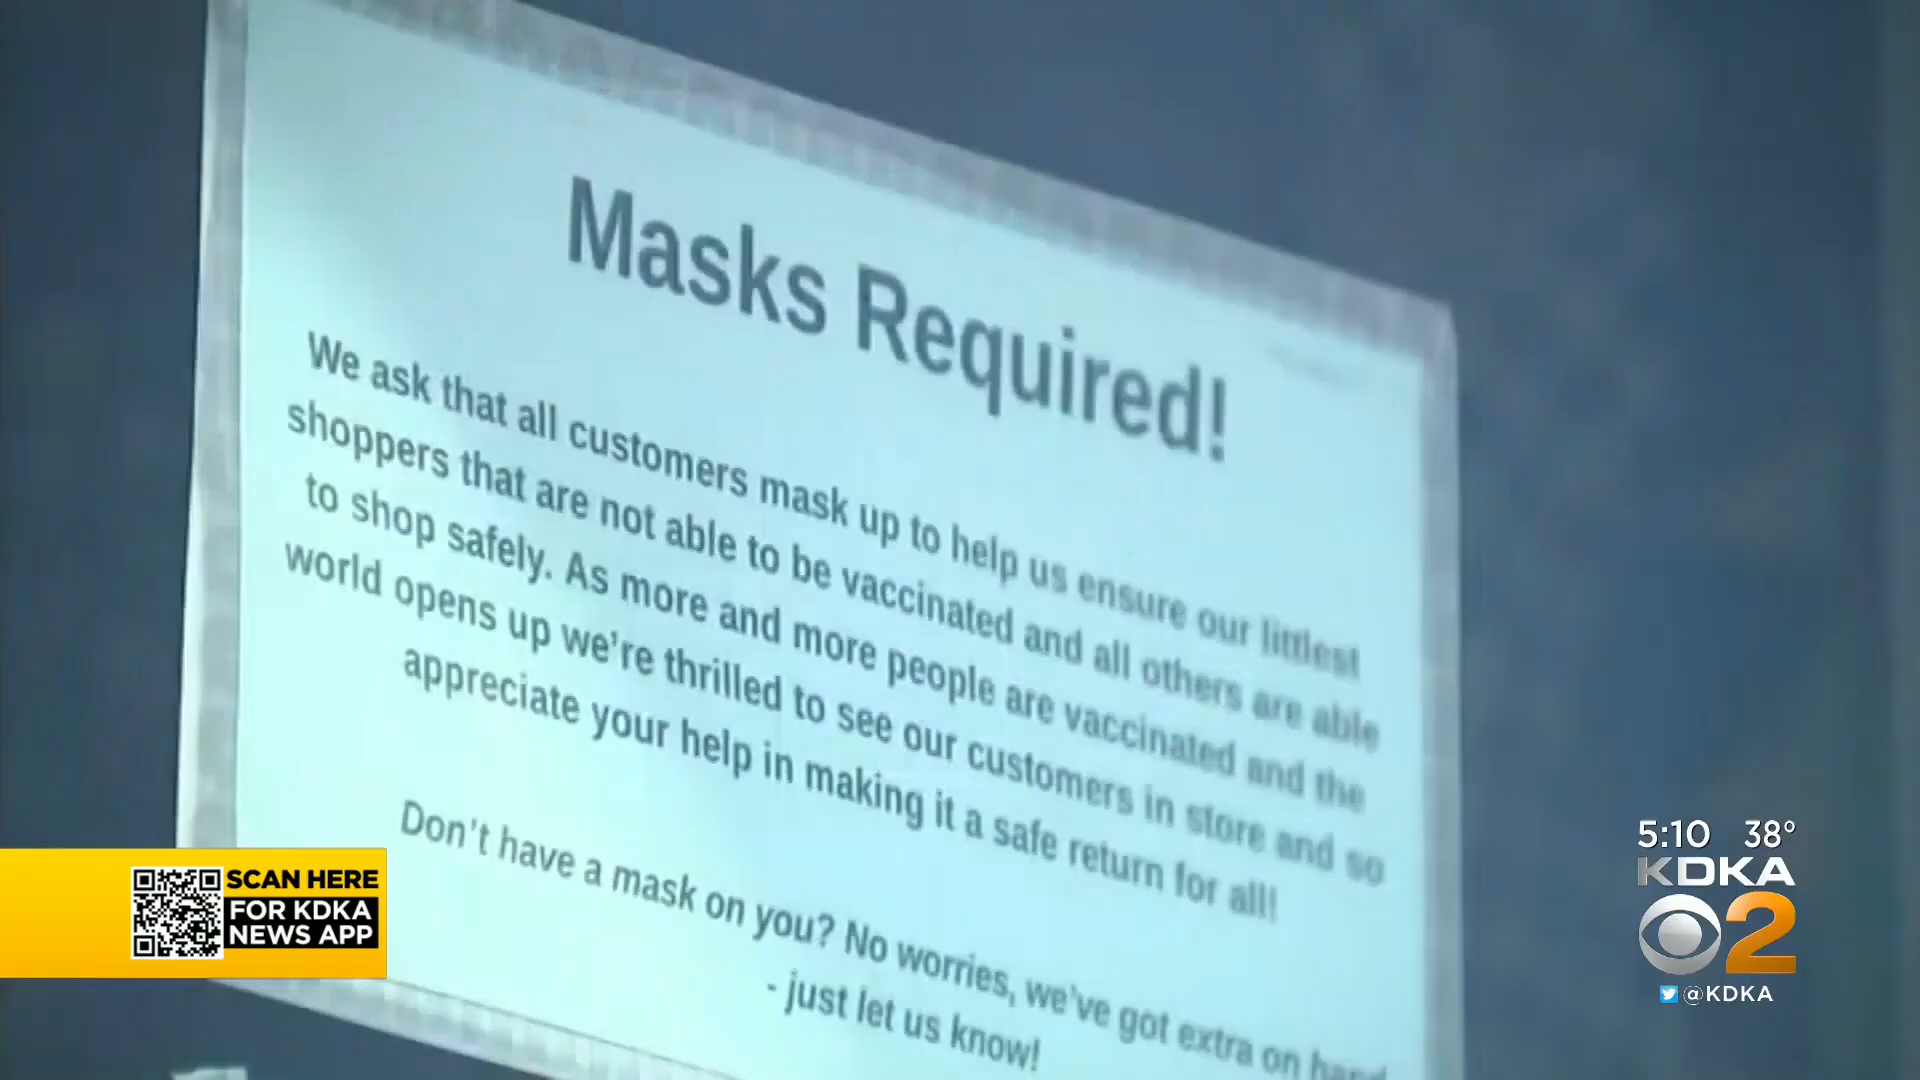 Masks Required!
We ask that all customers mask up to help us ensure our littlest
shoppers that are not able to be vaccinated and all others are able
to shop safely. As more and more people are vaccinated and the
world opens up we're thrilled to see our customers in store and so
appreciate your help in making it a safe return for all!
Don't have a mask on you? No worries, we've got extra on hand
- just let us know!
SCAN HERE
FOR KDKA
NEWS APP
5:10 38°
KDKA
2
@KDKA